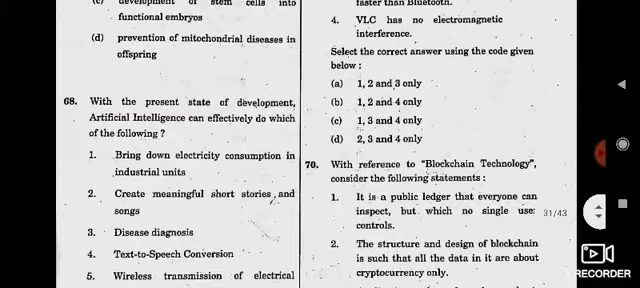 (c) development of stem cells into
functional embryos
(d) prevention of mitochondrial diseases in
offspring
68. With the present state of development,
Artificial Intelligence can effectively do which
of the following ?
1. Bring down electricity consumption in
industrial units
2. Create meaningful short stories and
songs
3. Disease diagnosis
4. Text-to-Speech Conversion
5. Wireless transmission of electrical
faster than Bluetooth.
4. VLC has no electromagnetic
interference.
Select the correct answer using the code given
below :
(a) 1, 2 and 3 only
(b) 1, 2 and 4 only
(c) 1, 3 and 4 only
(d) 2, 3 and 4 only
70. With reference to "Blockchain Technology",
consider the following statements :
1. It is a public ledger that everyone can
inspect, but which no single user
controls.
2. The structure and design of blockchain
is such that all the data in it are about
cryptocurrency only.
31/43
RECORDER